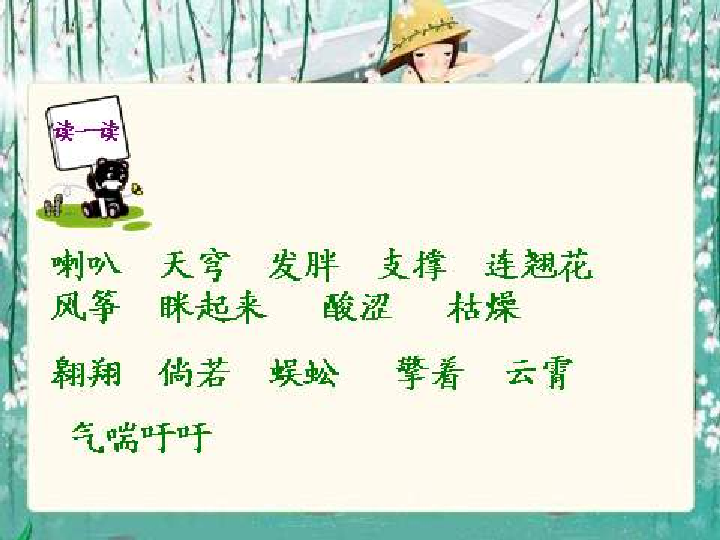 读一读
喇叭 天穹 发胖 支撑 连翘花
风筝 眯起来 酸涩 枯燥
翱翔 倘若 蜈蚣 擎着 云霄
气喘吁吁